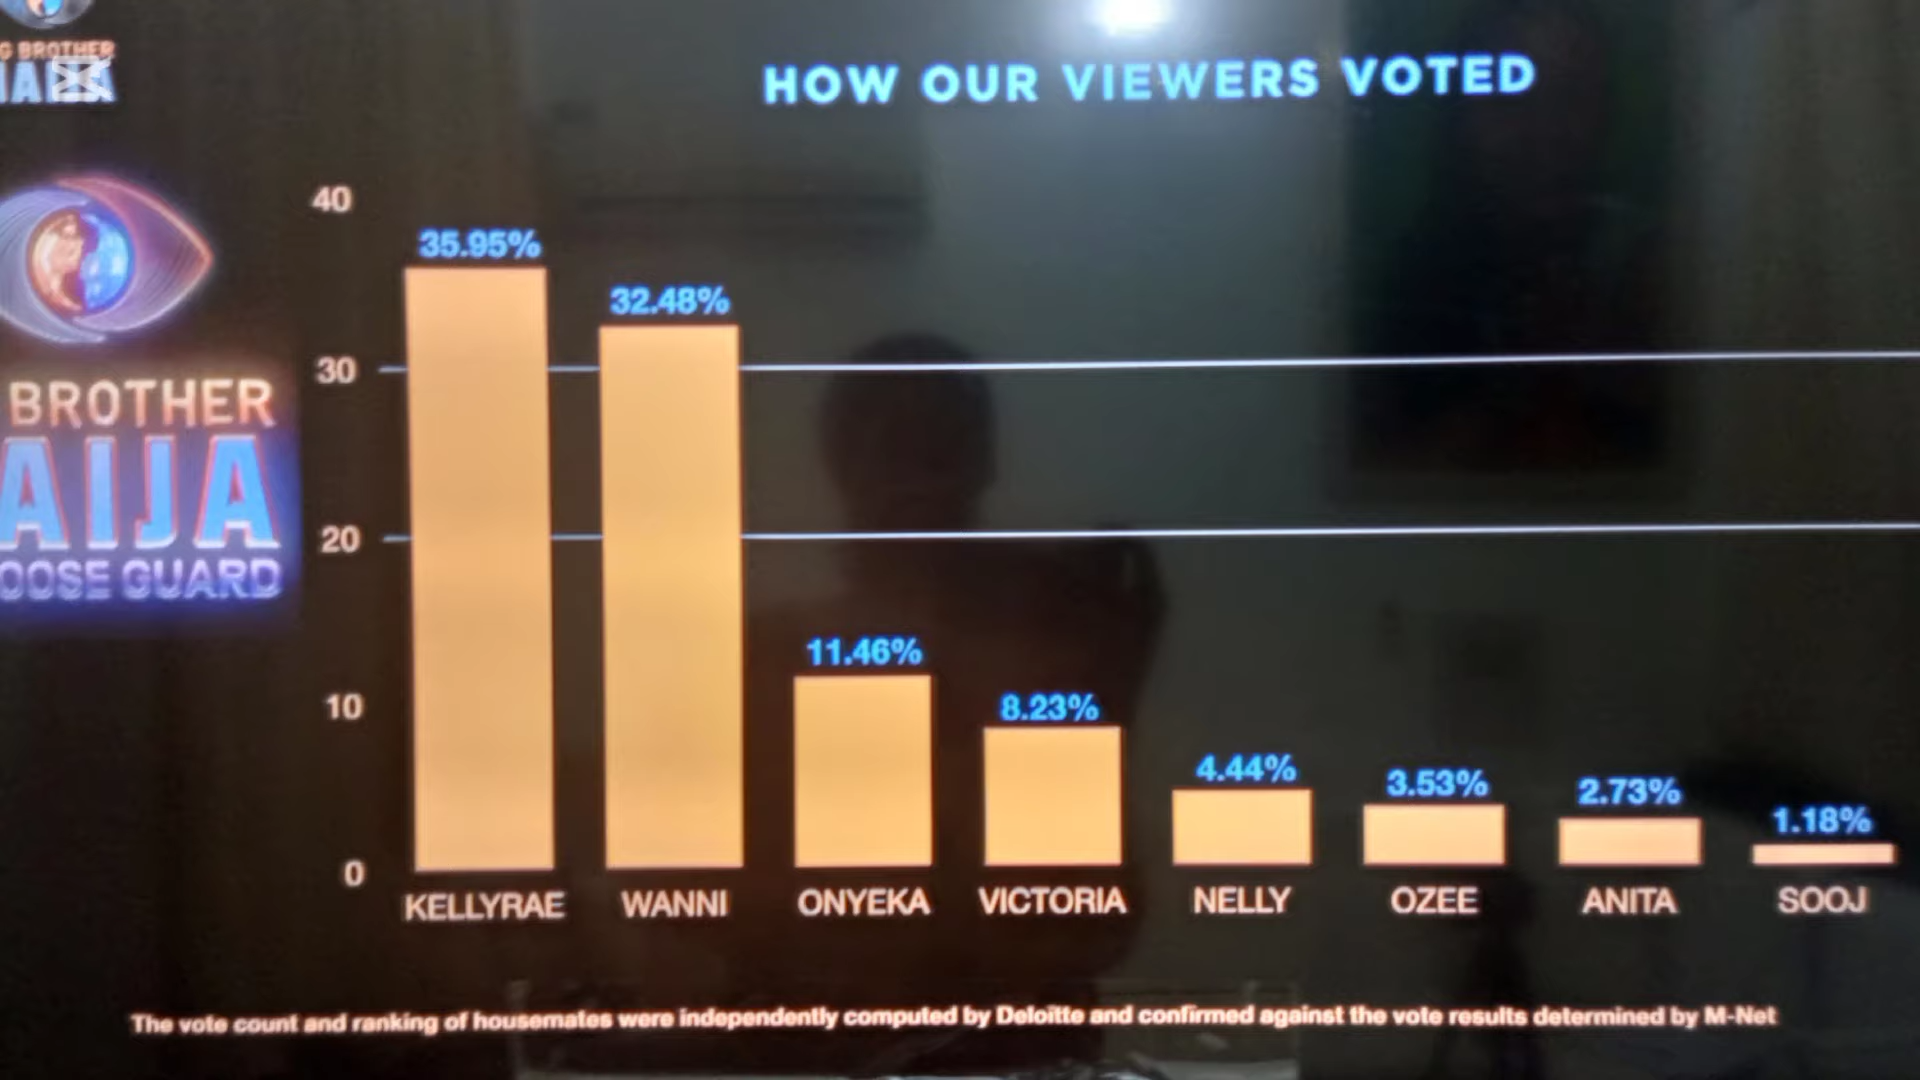 G BROTHER
HOW OUR VIEWERS VOTED
40
35.95%
32.48%
30
BROTHER
AIJA
OOSE GUARD
20
11.46%
10
8.23%
4.44%
3.53%
2.73%
1.18%
0
KELLYRAE WANNI ONYEKA VICTORIA NELLY OZEE ANITA SOOJ
The vote count and ranking of housemates were independently computed by Deloitte and confirmed against the vote results determined by M-Net